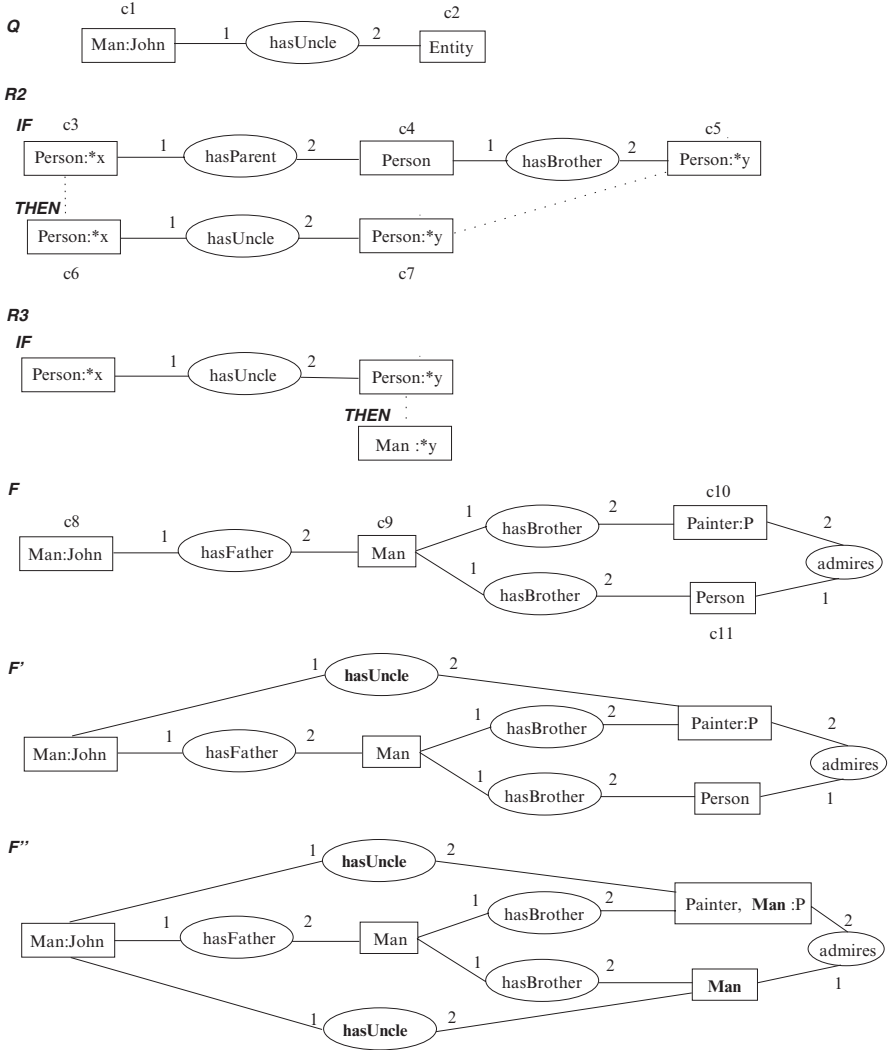 Q
c1
c2
Man:John
1
hasUncle
2
Entity
R2
IF
c3
c4
c5
Person:*x
1
hasParent
2
Person
1
hasBrother
2
Person:*y
THEN
Person:*x
1
hasUncle
2
Person:*y
c6
c7
R3
IF
Person:*x
1
hasUncle
2
Person:*y
THEN
Man :*y
F
c8
c9
c10
Man:John
1
hasFather
2
Man
1
hasBrother
2
Painter:P
2
admires
1
hasBrother
2
Person
1
c11
F'
1
hasUncle
2
Man:John
1
hasFather
2
Man
1
hasBrother
2
Painter:P
2
admires
1
hasBrother
2
Person
1
F''
1
hasUncle
2
Man:John
1
hasFather
2
Man
1
hasBrother
2
Painter, Man :P
2
admires
1
hasBrother
2
Man
1
1
hasUncle
2